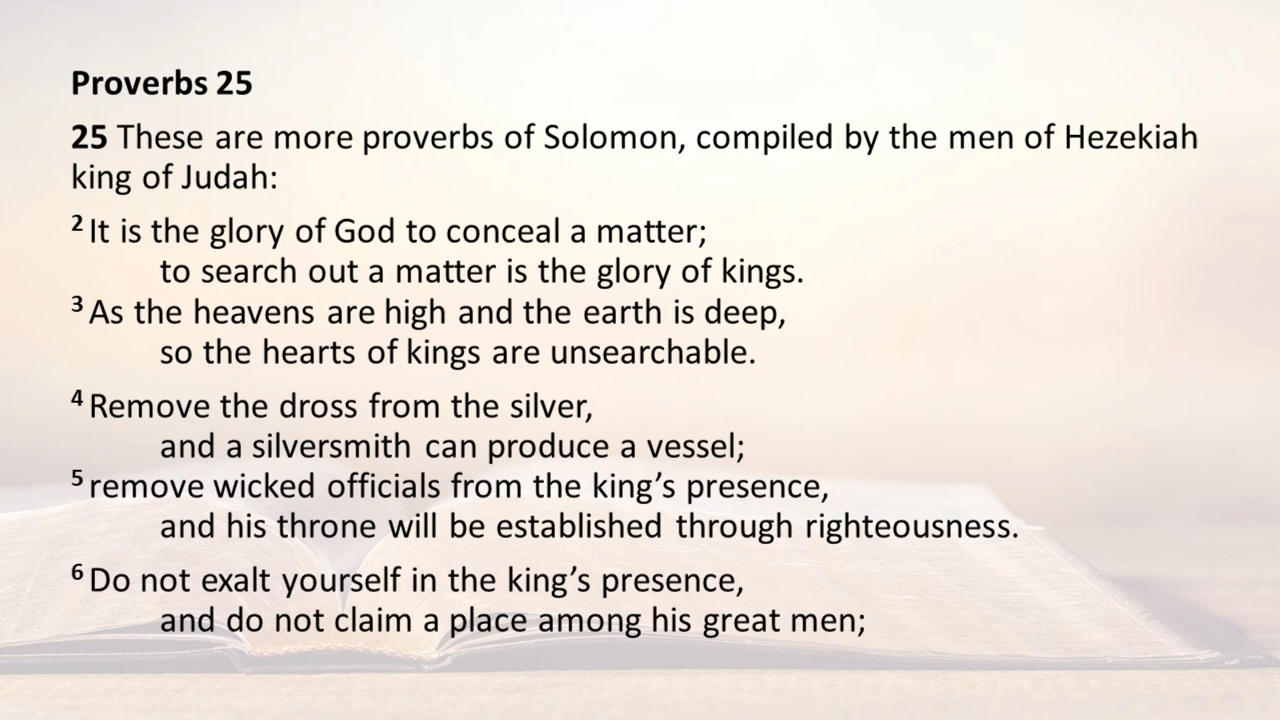 Proverbs 25
25 These are more proverbs of Solomon, compiled by the men of Hezekiah
king of Judah:
2 It is the glory of God to conceal a matter;
to search out a matter is the glory of kings.
3 As the heavens are high and the earth is deep,
so the hearts of kings are unsearchable.
4 Remove the dross from the silver,
and a silversmith can produce a vessel;
5 remove wicked officials from the king’s presence,
and his throne will be established through righteousness.
6 Do not exalt yourself in the king’s presence,
and do not claim a place among his great men;